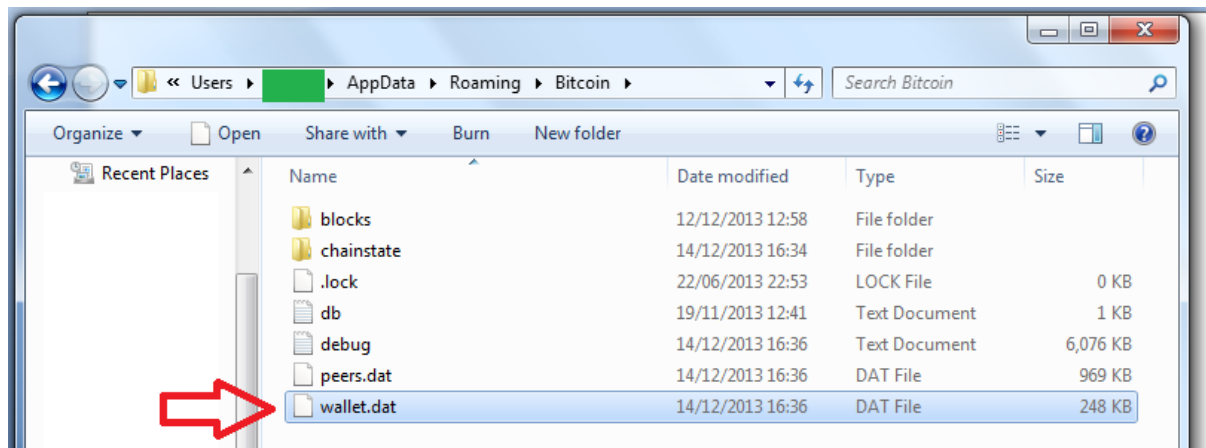 « Users AppData Roaming Bitcoin Search Bitcoin
Organize Open Share with Burn New folder
Recent Places
Name Date modified Type Size
blocks 12/12/2013 12:58 File folder
chainstate 14/12/2013 16:34 File folder
.lock 22/06/2013 22:53 LOCK File 0 KB
db 19/11/2013 12:41 Text Document 1 KB
debug 14/12/2013 16:36 Text Document 6,076 KB
peers.dat 14/12/2013 16:36 DAT File 969 KB
wallet.dat 14/12/2013 16:36 DAT File 248 KB